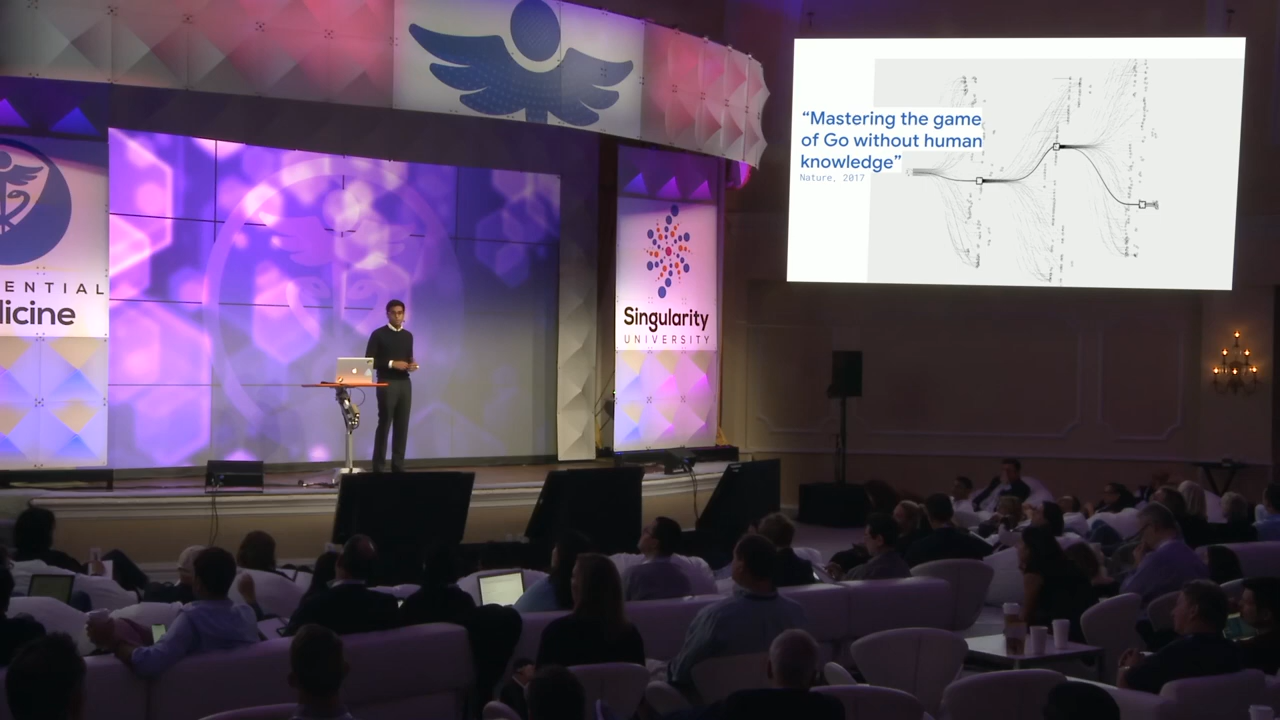 “Mastering the game
of Go without human
knowledge”
Nature, 2017
ENTIAL
licine
Singularity
UNIVERSITY